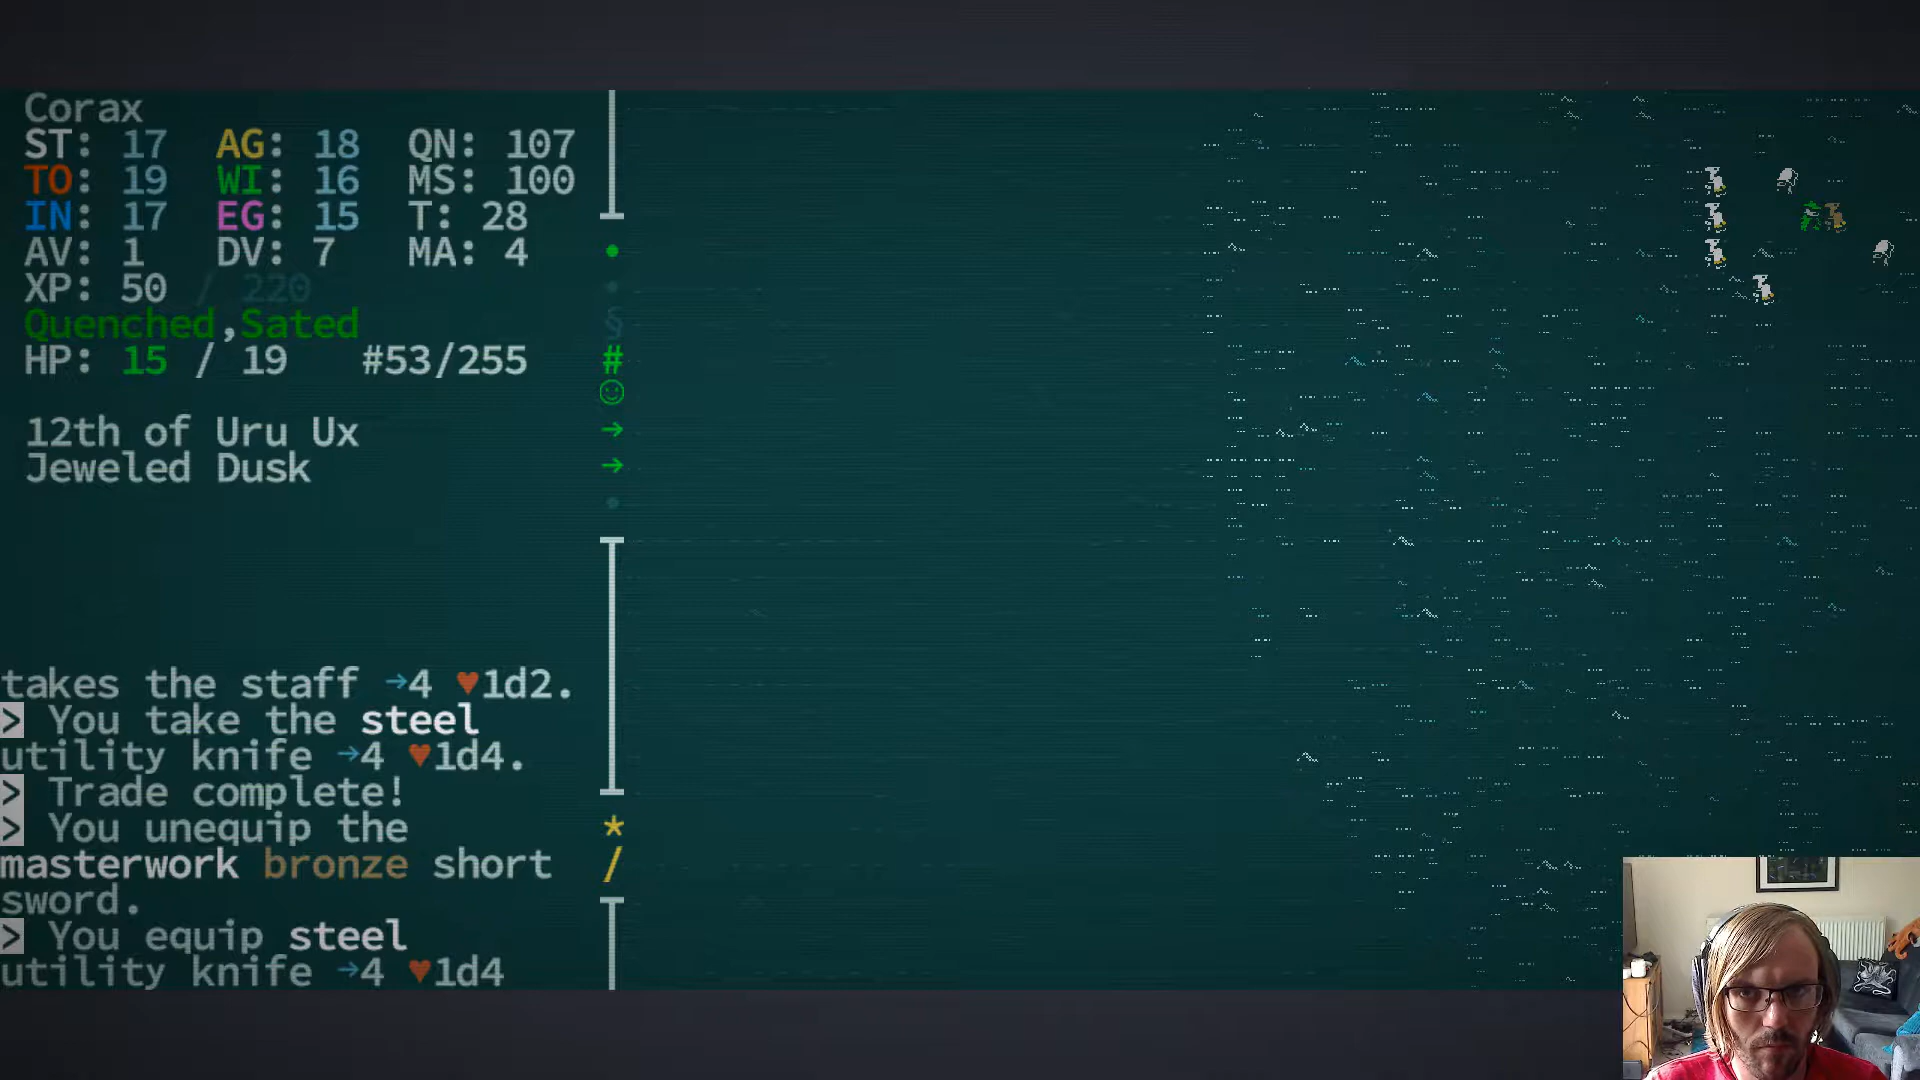 Corax
ST: 17 AG: 18 QN: 107
TO: 19 WI: 16 MS: 100
IN: 17 EG: 15 T: 28
AV: 1 DV: 7 MA: 4
XP: 50 / 220
Quenched,Sated
HP: 15 / 19 #53/255
12th of Uru Ux
Jeweled Dusk
takes the staff →4 ♥1d2.
> You take the steel
utility knife →4 ♥1d4.
> Trade complete!
> You unequip the
masterwork bronze short
sword.
> You equip steel
utility knife →4 ♥1d4